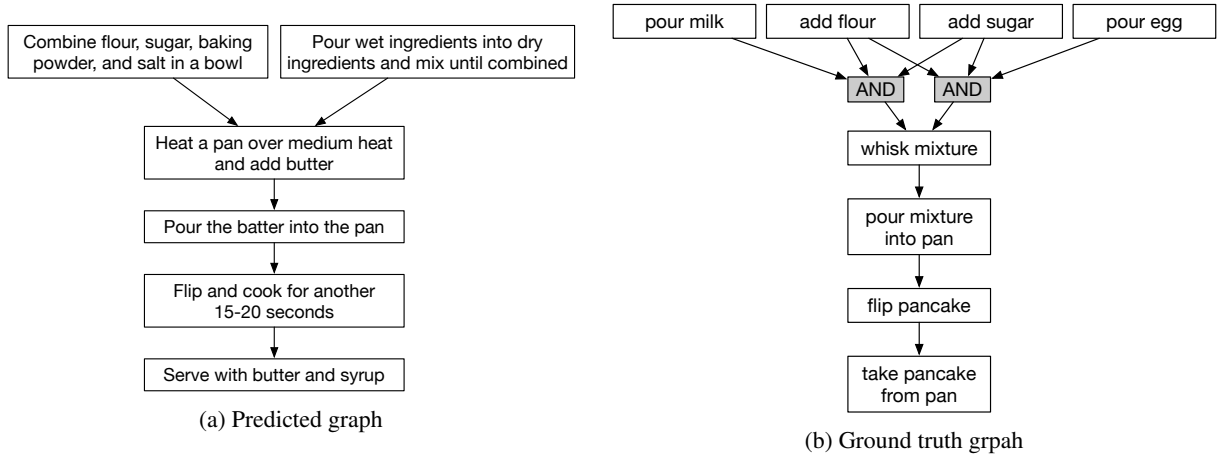 Combine flour, sugar, baking
powder, and salt in a bowl
Pour wet ingredients into dry
ingredients and mix until combined
Heat a pan over medium heat
and add butter
Pour the batter into the pan
Flip and cook for another
15-20 seconds
Serve with butter and syrup
(a) Predicted graph
pour milk
add flour
add sugar
pour egg
AND
AND
whisk mixture
pour mixture
into pan
flip pancake
take pancake
from pan
(b) Ground truth grpah